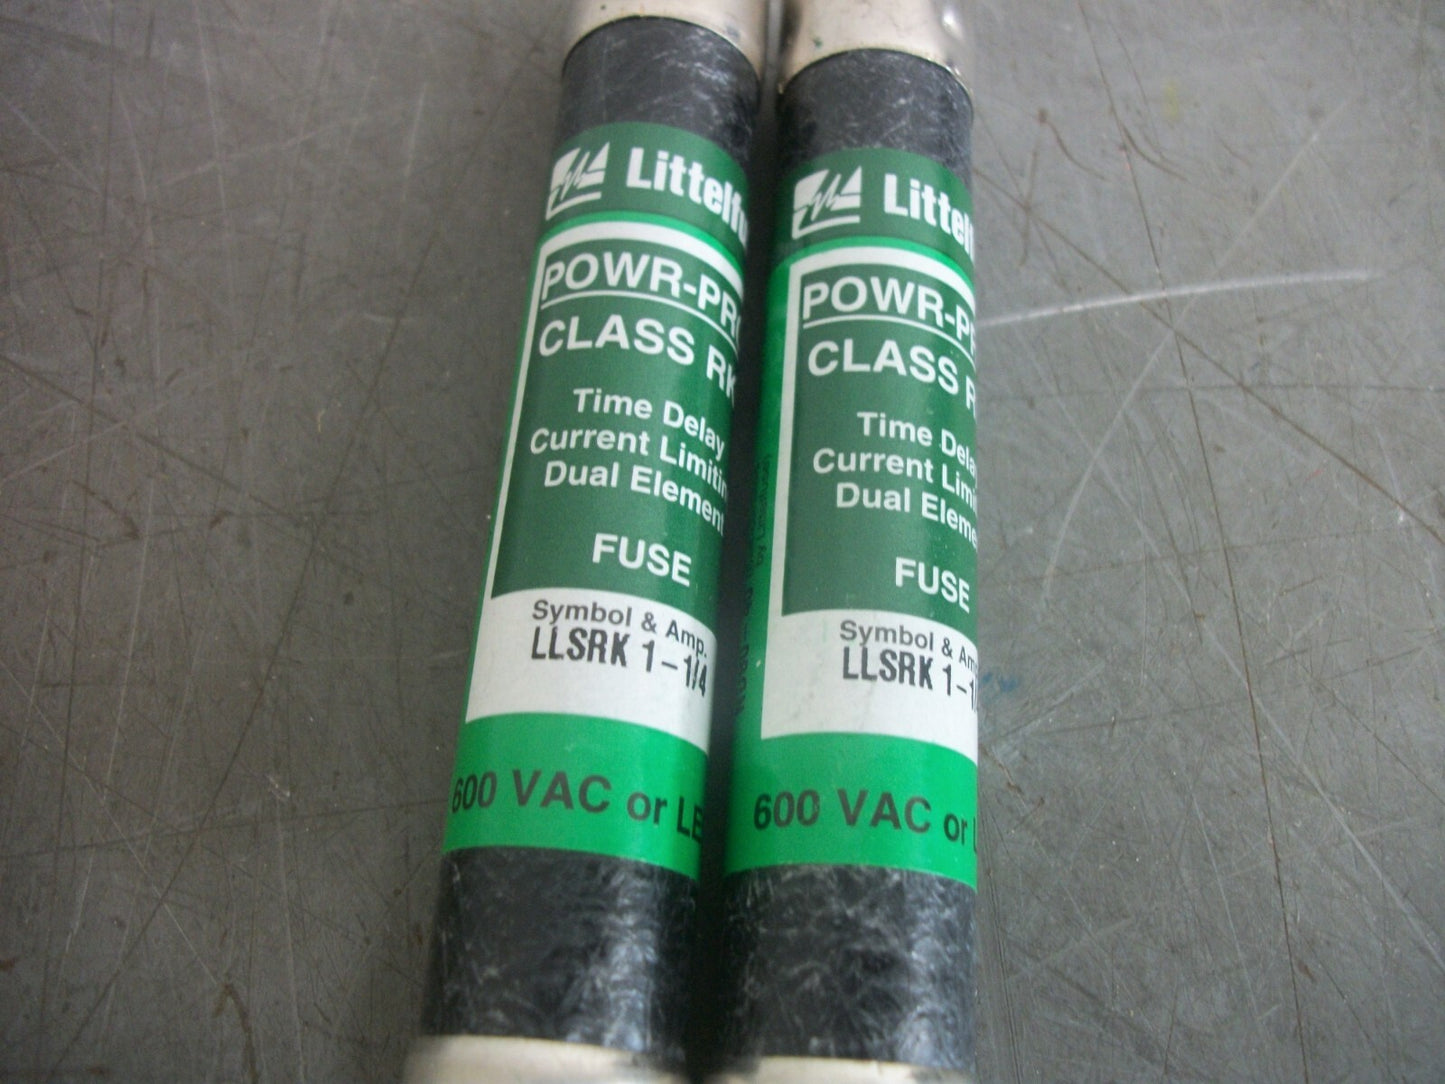 Littelfu
POWR-PRO
CLASS RK
Time Delay
Current Limitin
Dual Element
FUSE
Symbol & Amp.
LLSRK 1-1/4
600 VAC or LE
Littelf
POWR-PR
CLASS R
Time Dela
Current Limi
Dual Eleme
FUSE
Symbol & Am
LLSRK 1-1/
600 VAC or L